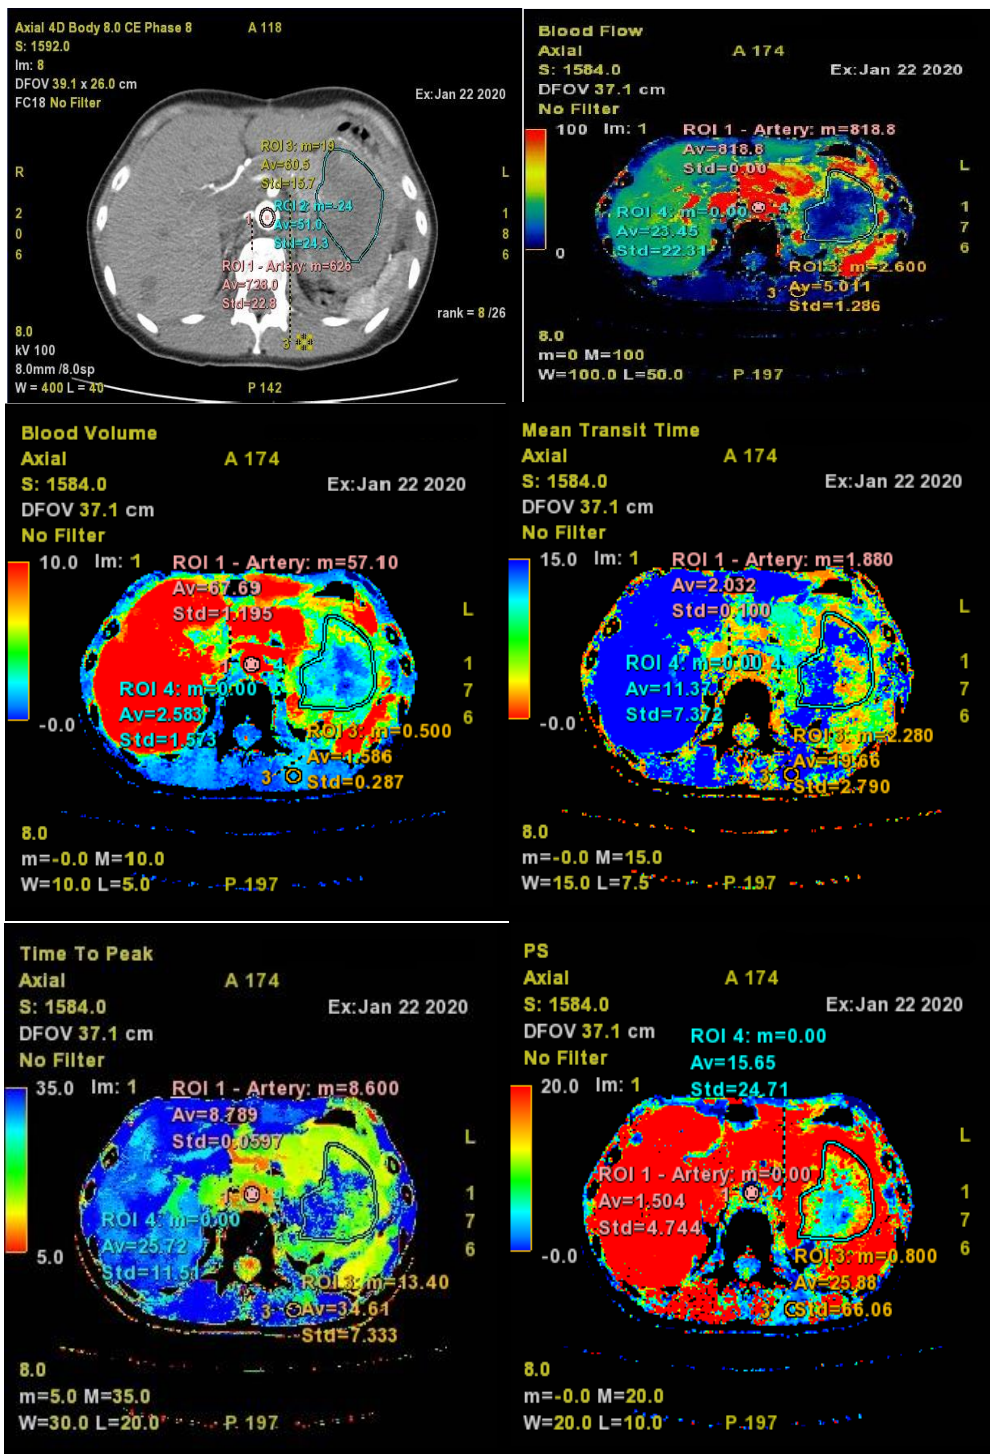 Axial 4D Body 8.0 CE Phase 8
A 118
S: 1592.0
Im: 8
DFOV 39.1 x 26.0 cm
FC18 No Filter
Ex:Jan 22 2020
ROI 3: m=19
Av=60.5
Std=15.7
R
L
ROI 2: m=-24
Av=51.0
Std=24.3
2
0
6
1
8
6
1
ROI 1 - Artery: m=626
Av=728.0
Std=22.8
rank = 8 /26
3
8.0
kV 100
8.0mm /8.0sp
W = 400 L = 40
P 142
Blood Flow
Axial
A 174
S: 1584.0
Ex:Jan 22 2020
DFOV 37.1 cm
No Filter
100
Im: 1
ROI 1 - Artery: m=818.8
Av=818.8
Std=0.00
L
ROI 4: m=0.00
4
1
Av=23.45
7
Std=22.31
6
0
ROI 3: m=2.600
3
Av=5.011
Std=1.286
8.0
m=0 M=100
W=100.0 L=50.0
P 197
Blood Volume
Axial
A 174
S: 1584.0
Ex:Jan 22 2020
DFOV 37.1 cm
No Filter
10.0
Im: 1
ROI 1 - Artery: m=57.10
Av=67.69
Std=1.195
L
1
4
1
ROI 4: m=0.00
7
Av=2.583
6
-0.0
Std=1.573
ROI 3: m=0.500
Av=1.586
3
Std=0.287
8.0
m=-0.0 M=10.0
W=10.0 L=5.0
P 197
Mean Transit Time
Axial
A 174
S: 1584.0
Ex:Jan 22 2020
DFOV 37.1 cm
No Filter
15.0
Im: 1
ROI 1 - Artery: m=1.880
Av=2.032
Std=0.100
L
ROI 4: m=0.00
4
1
Av=11.37
7
Std=7.372
6
-0.0
ROI 3: m=2.280
Av=19.66
3
Std=2.790
8.0
m=-0.0 M=15.0
W=15.0 L=7.5
P 197
Time To Peak
Axial
A 174
S: 1584.0
Ex:Jan 22 2020
DFOV 37.1 cm
No Filter
35.0
Im: 1
ROI 1 - Artery: m=8.600
Av=8.789
Std=0.0597
L
1
1
ROI 4: m=0.00
7
Av=25.72
6
5.0
Std=11.51
ROI 3: m=13.40
3
Av=34.61
Std=7.333
8.0
m=5.0 M=35.0
W=30.0 L=20.0
P 197
PS
Axial
A 174
S: 1584.0
Ex:Jan 22 2020
DFOV 37.1 cm
ROI 4: m=0.00
No Filter
Av=15.65
20.0
Im: 1
Std=24.71
L
ROI 1 - Artery: m=0.00
1
4
1
Av=1.504
7
Std=4.744
6
-0.0
ROI 3: m=0.800
Av=25.88
3
Std=66.06
8.0
m=-0.0 M=20.0
W=20.0 L=10.0
P 197